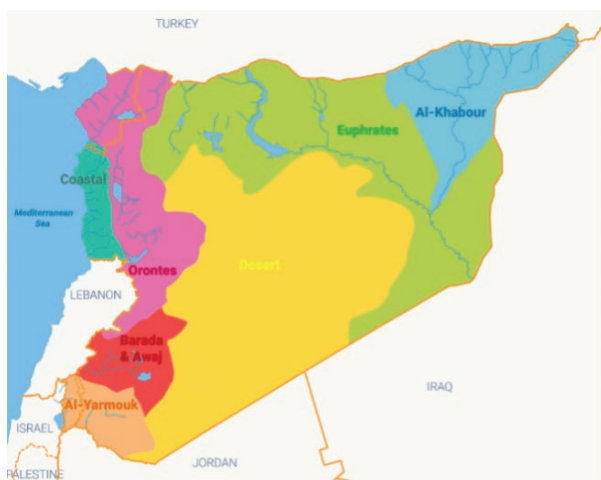 TURKEY
Al-Khabour
Euphrates
Coastal
Mediterranean
Sea
Desert
Orontes
LEBANON
Barada
& Awaj
IRAQ
Al-Yarmouk
ISRAEL
JORDAN
PALESTINE